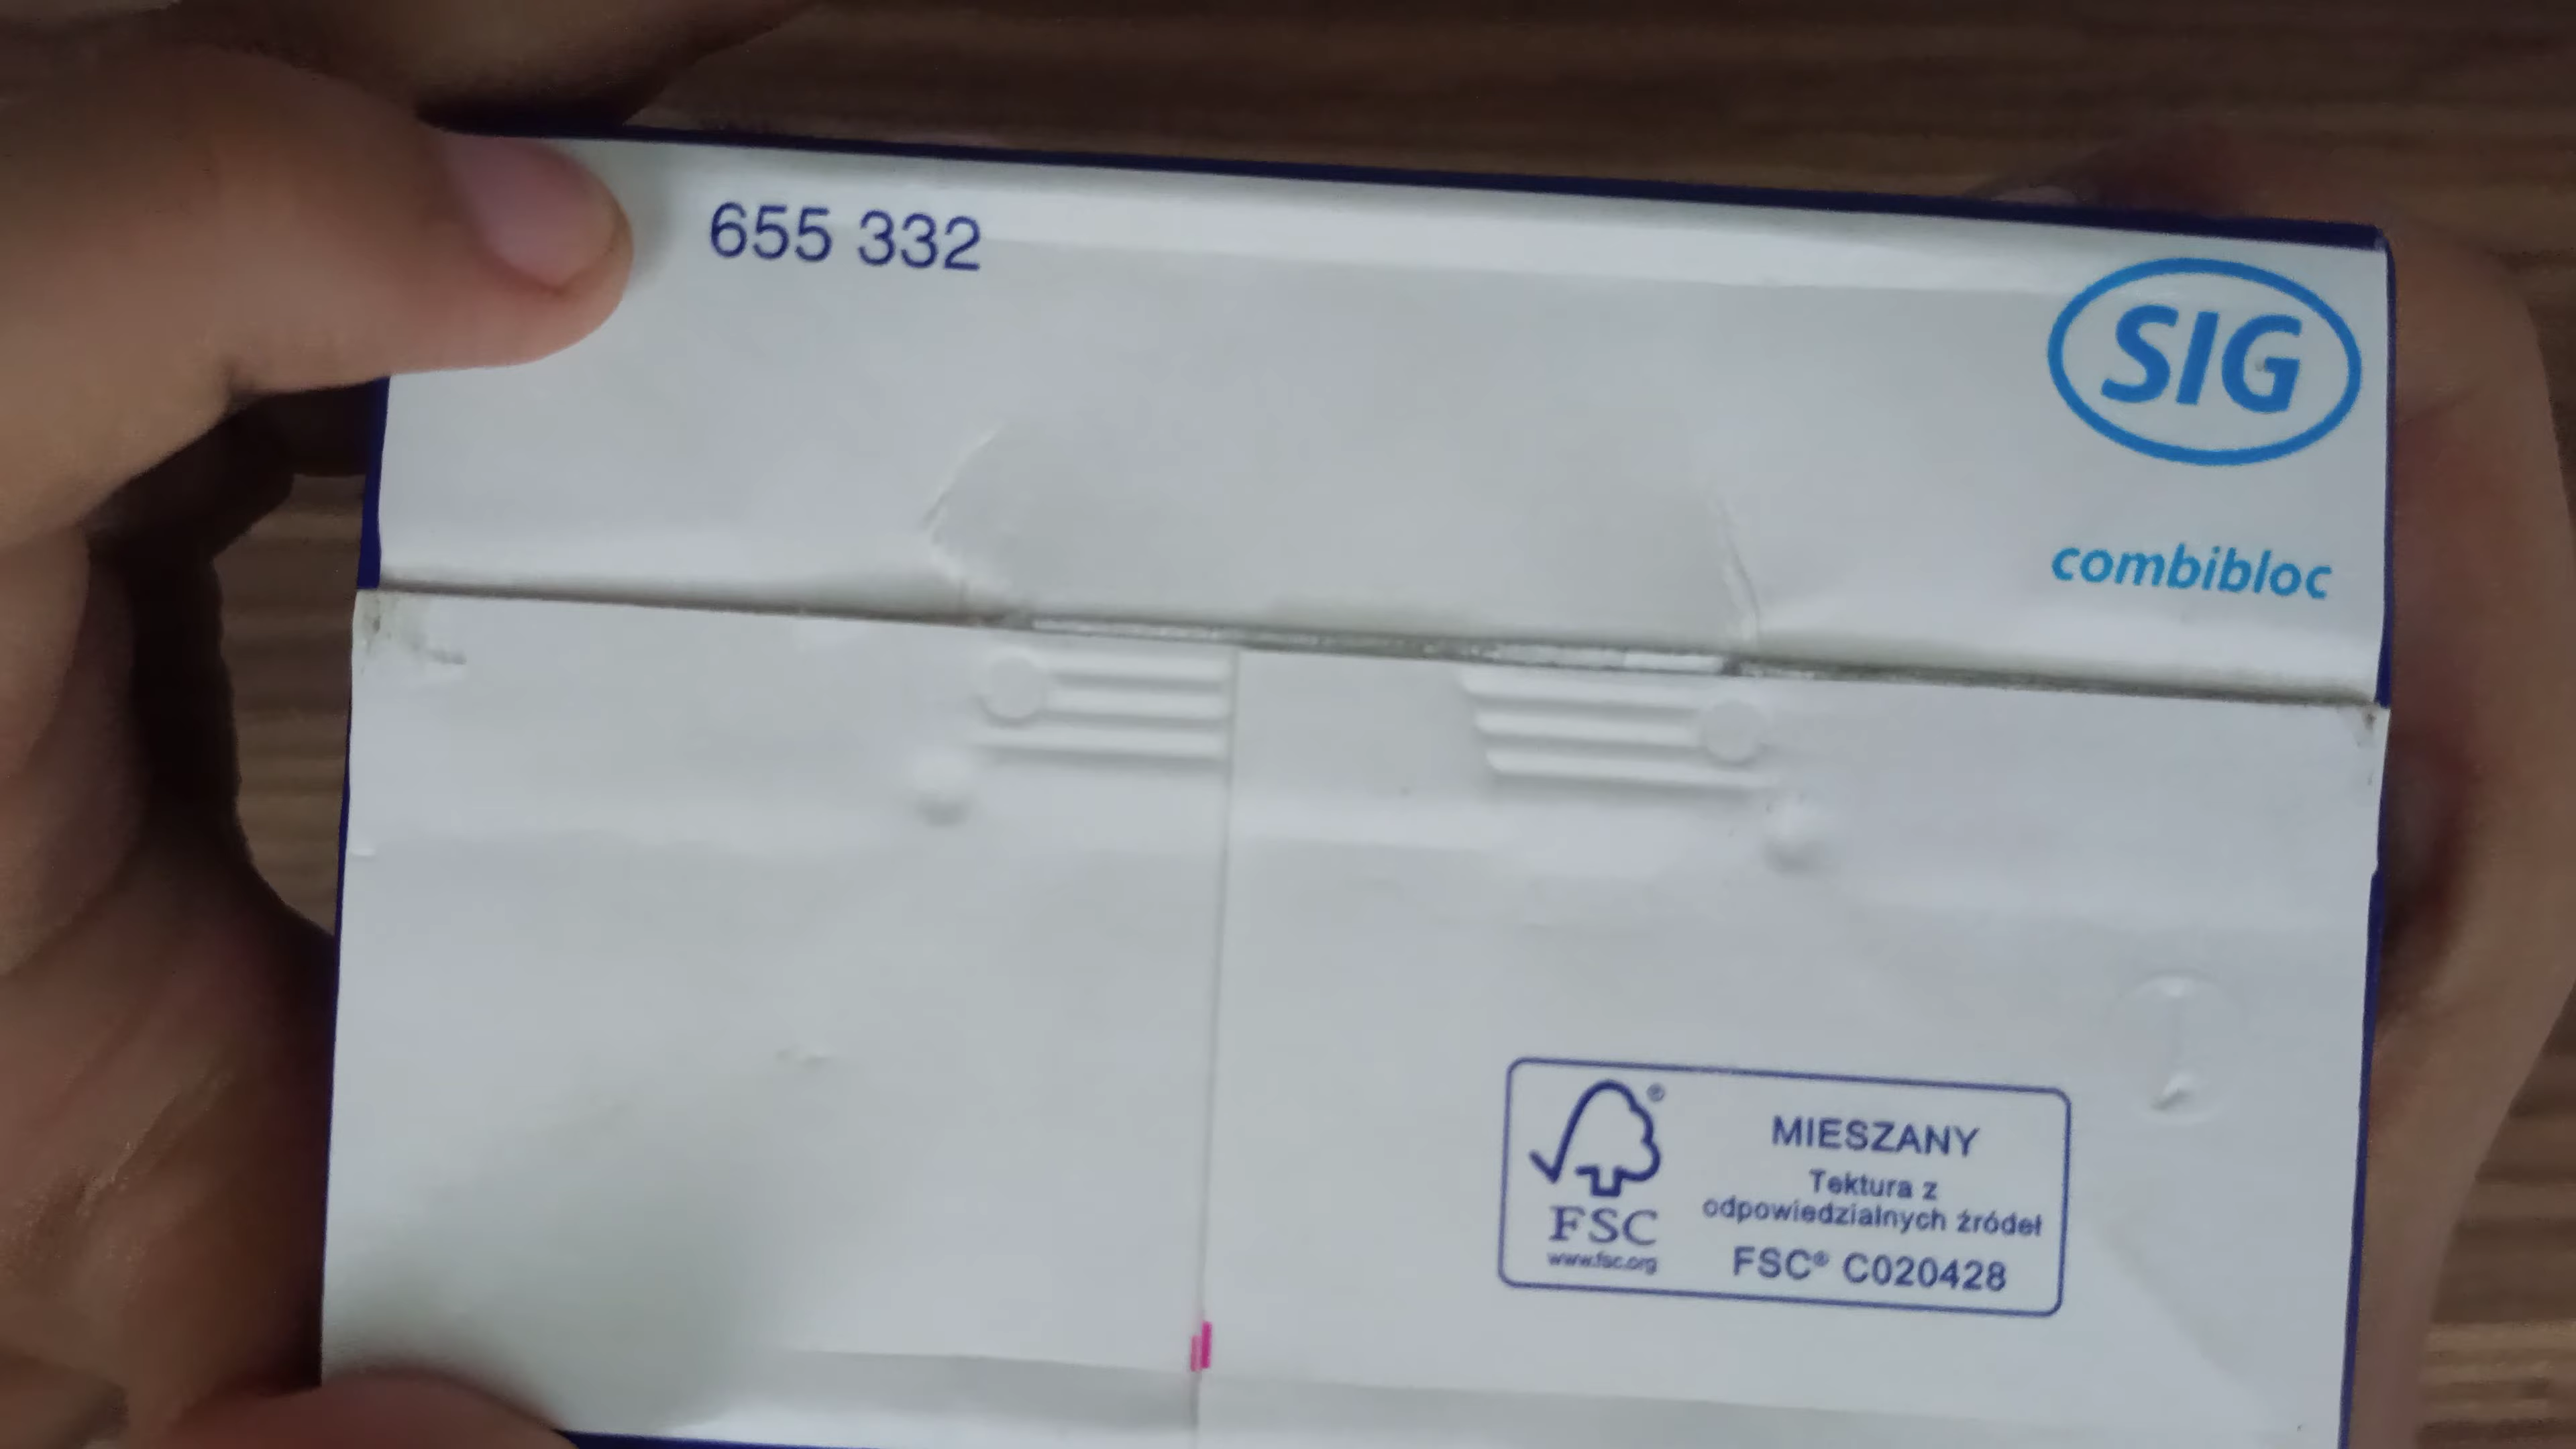 655 332
SIG
combibloc
®
MIESZANY
Tektura z
odpowiedzialnych źródeł
FSC
www.fsc.org
FSC® C020428